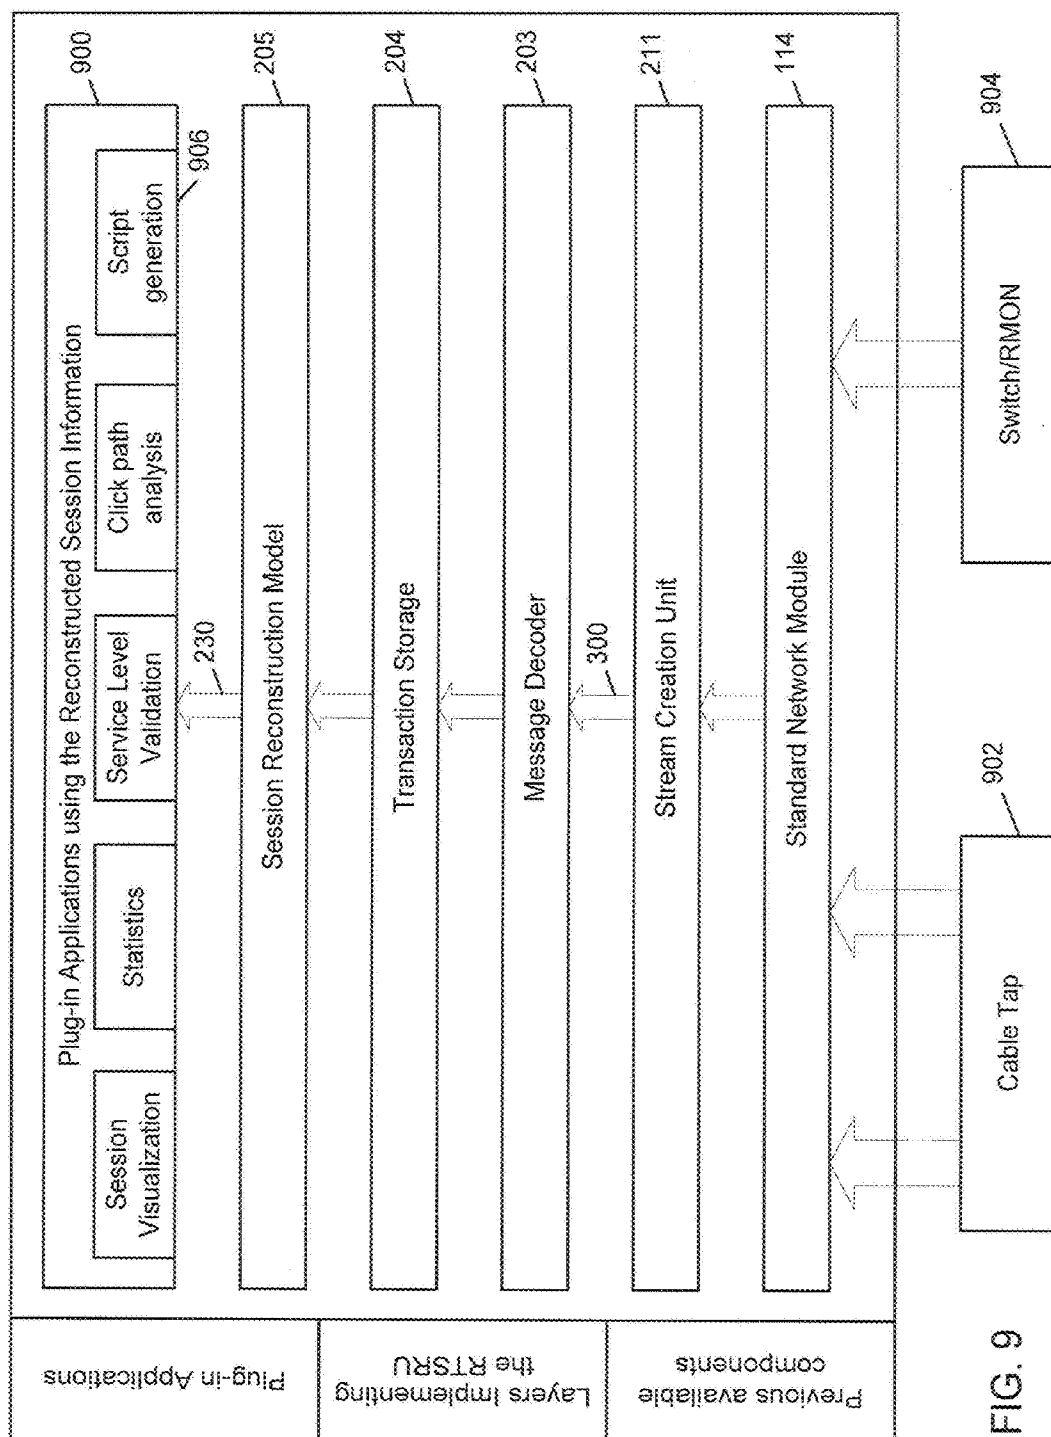 Plug-in Applications
Layers Implementing
the RTSRU
Previous available
components
Plug-in Applications using the Reconstructed Session Information
900
Session
Visualization
Statistics
Service Level
Validation
Click path
analysis
Script
generation
906
230
Session Reconstruction Model
205
Transaction Storage
204
Message Decoder
203
300
Stream Creation Unit
211
Standard Network Module
114
Cable Tap
902
Switch/RMON
904
FIG. 9